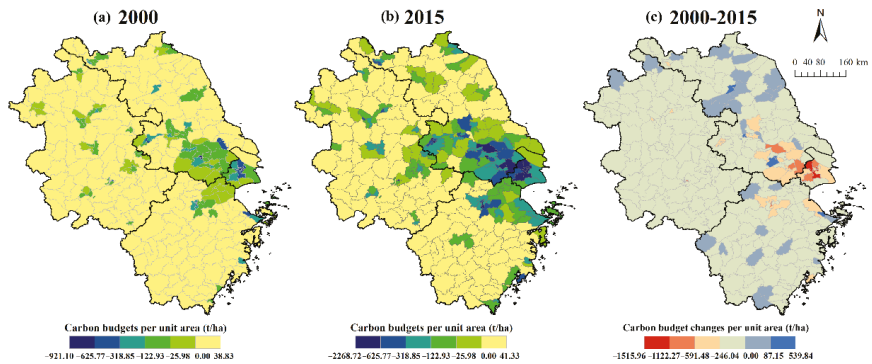 (a) 2000
(b) 2015
(c) 2000-2015
N
0 40 80 160 km
Carbon budgets per unit area (t/ha)
−921.10 −625.77 −318.85 −122.93 −25.98 0.00 38.83
Carbon budgets per unit area (t/ha)
−2268.72 −625.77 −318.85 −122.93 −25.98 0.00 41.33
Carbon budget changes per unit area (t/ha)
−1515.96 −1122.27 −591.48 −246.04 0.00 87.15 539.84